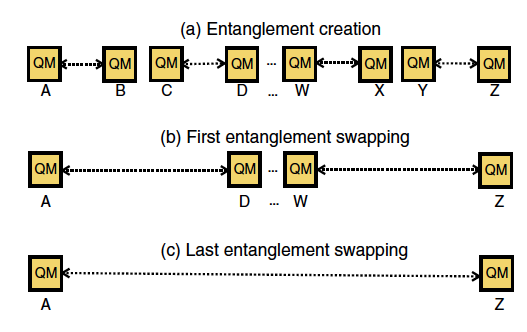 (a) Entanglement creation
QM QM QM QM ... QM QM QM QM
A B C D ... W X Y Z
(b) First entanglement swapping
QM QM ... QM QM
A D ... W Z
(c) Last entanglement swapping
QM QM
A Z